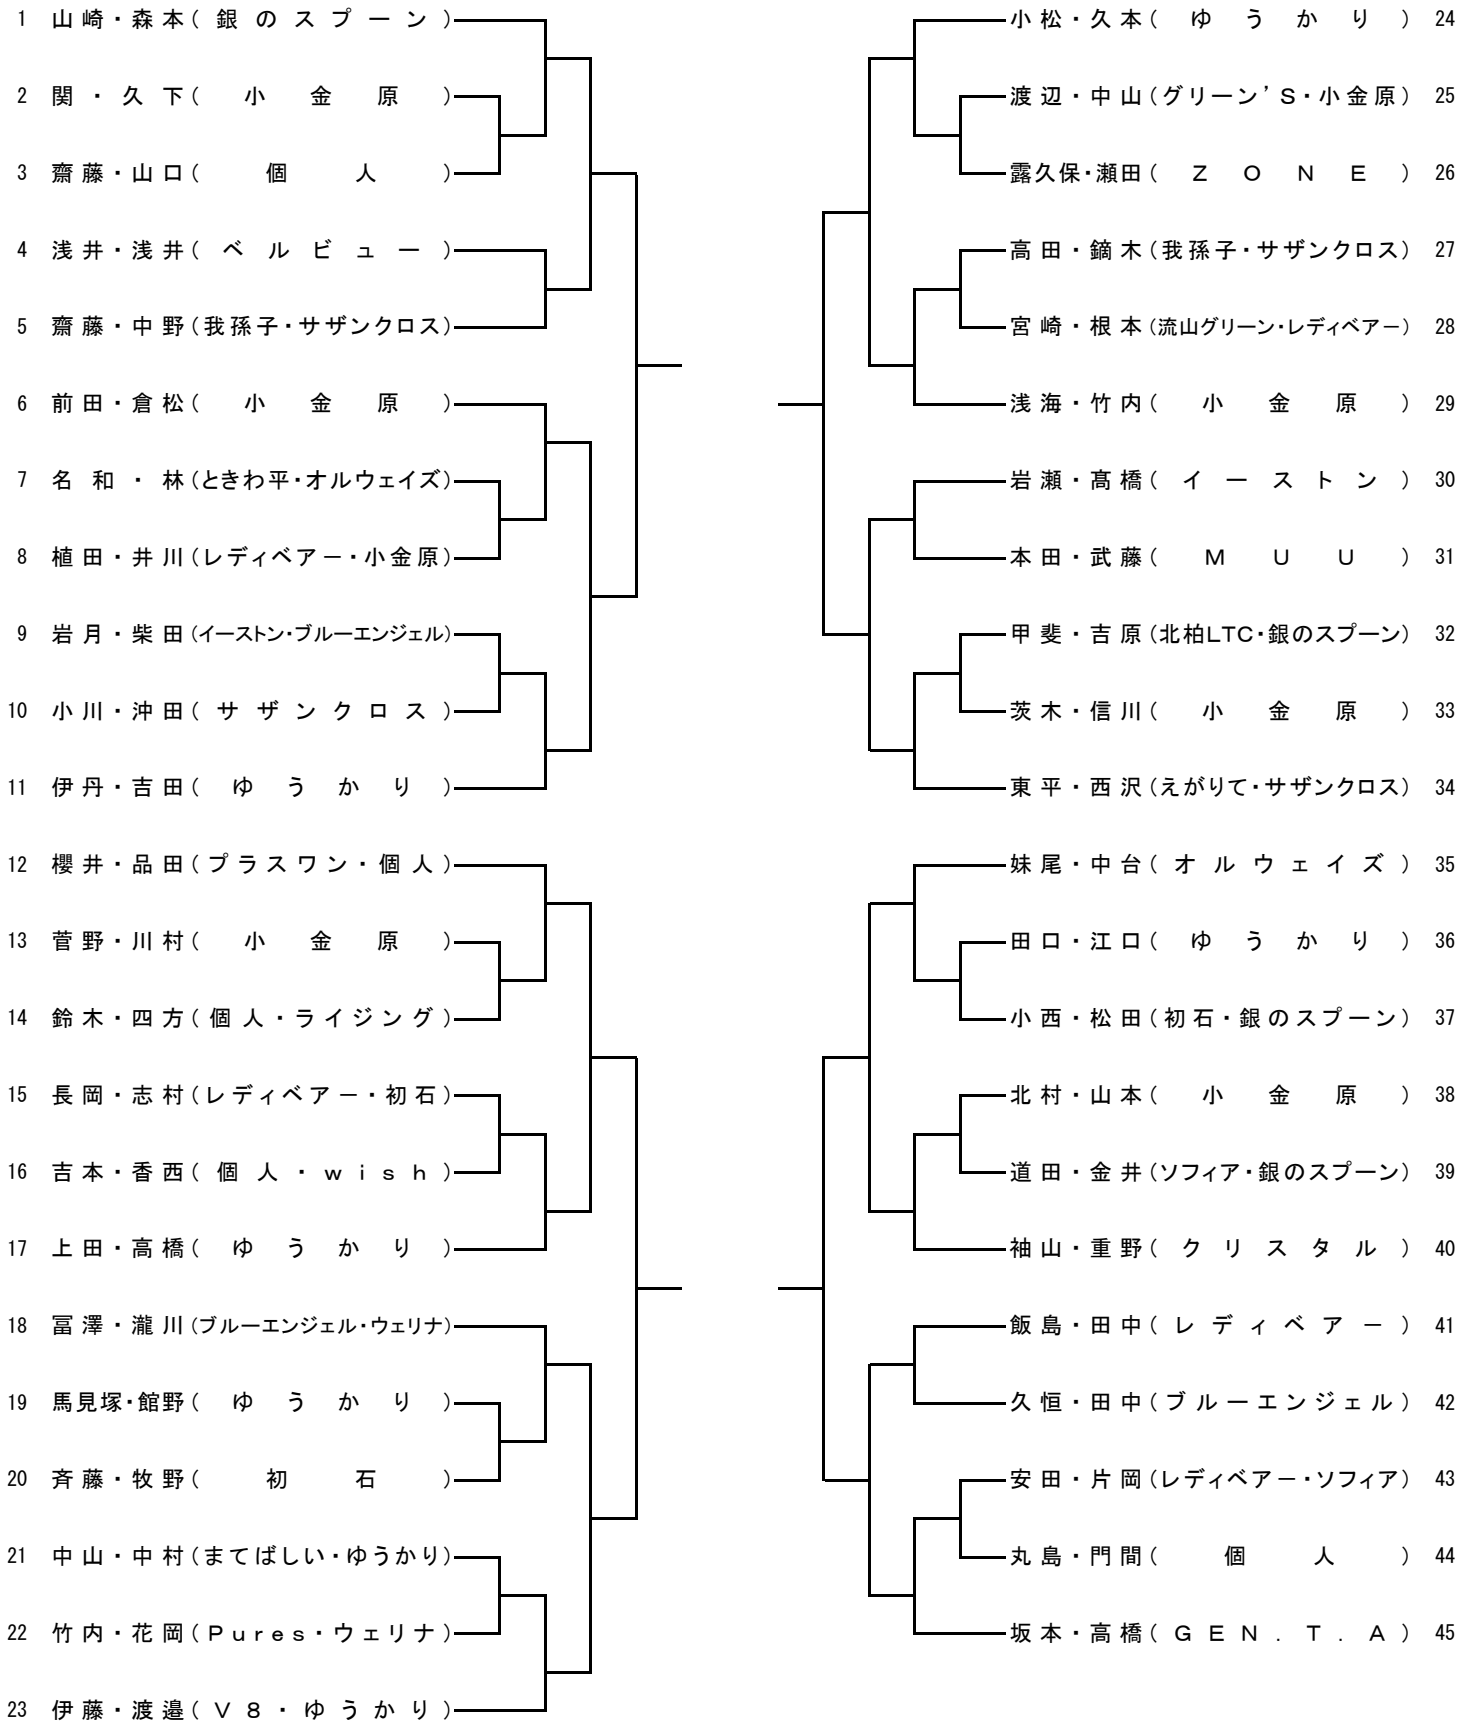 1 山崎・森本(銀のスプーン)
2 関・久下(小金原)
3 齋藤・山口(個人)
4 浅井・浅井(ベルビュー)
5 齋藤・中野(我孫子・サザンクロス)
6 前田・倉松(小金原)
7 名和・林(ときわ平・オルウェイズ)
8 植田・井川(レディベアー・小金原)
9 岩月・柴田(イーストン・ブルーエンジェル)
10 小川・沖田(サザンクロス)
11 伊丹・吉田(ゆうかり)
12 櫻井・品田(プラスワン・個人)
13 菅野・川村(小金原)
14 鈴木・四方(個人・ライジング)
15 長岡・志村(レディベアー・初石)
16 吉本・香西(個人・wish)
17 上田・高橋(ゆうかり)
18 冨澤・瀧川(ブルーエンジェル・ウェリナ)
19 馬見塚・館野(ゆうかり)
20 斉藤・牧野(初石)
21 中山・中村(まてばしい・ゆうかり)
22 竹内・花岡(Pures・ウェリナ)
23 伊藤・渡邉(V8・ゆうかり)
小松・久本(ゆうかり) 24
渡辺・中山(グリーン’S・小金原) 25
露久保・瀬田(ZONE) 26
高田・鏑木(我孫子・サザンクロス) 27
宮崎・根本(流山グリーン・レディベアー) 28
浅海・竹内(小金原) 29
岩瀬・髙橋(イーストン) 30
本田・武藤(MUU) 31
甲斐・吉原(北柏LTC・銀のスプーン) 32
茨木・信川(小金原) 33
東平・西沢(えがりて・サザンクロス) 34
妹尾・中台(オルウェイズ) 35
田口・江口(ゆうかり) 36
小西・松田(初石・銀のスプーン) 37
北村・山本(小金原) 38
道田・金井(ソフィア・銀のスプーン) 39
袖山・重野(クリスタル) 40
飯島・田中(レディベアー) 41
久恒・田中(ブルーエンジェル) 42
安田・片岡(レディベアー・ソフィア) 43
丸島・門間(個人) 44
坂本・高橋(GEN.T.A) 45